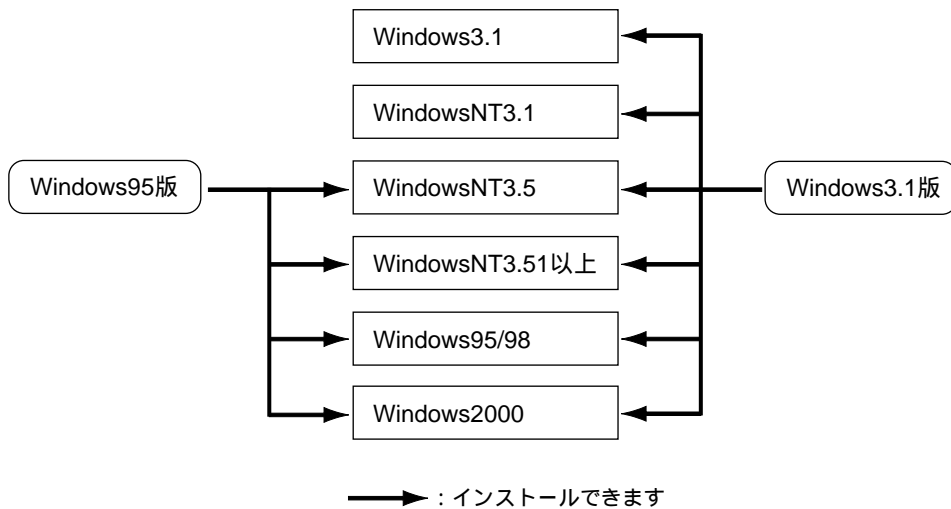 Windows3.1
WindowsNT3.1
Windows95版
WindowsNT3.5
Windows3.1版
WindowsNT3.51以上
Windows95/98
Windows2000
：インストールできます